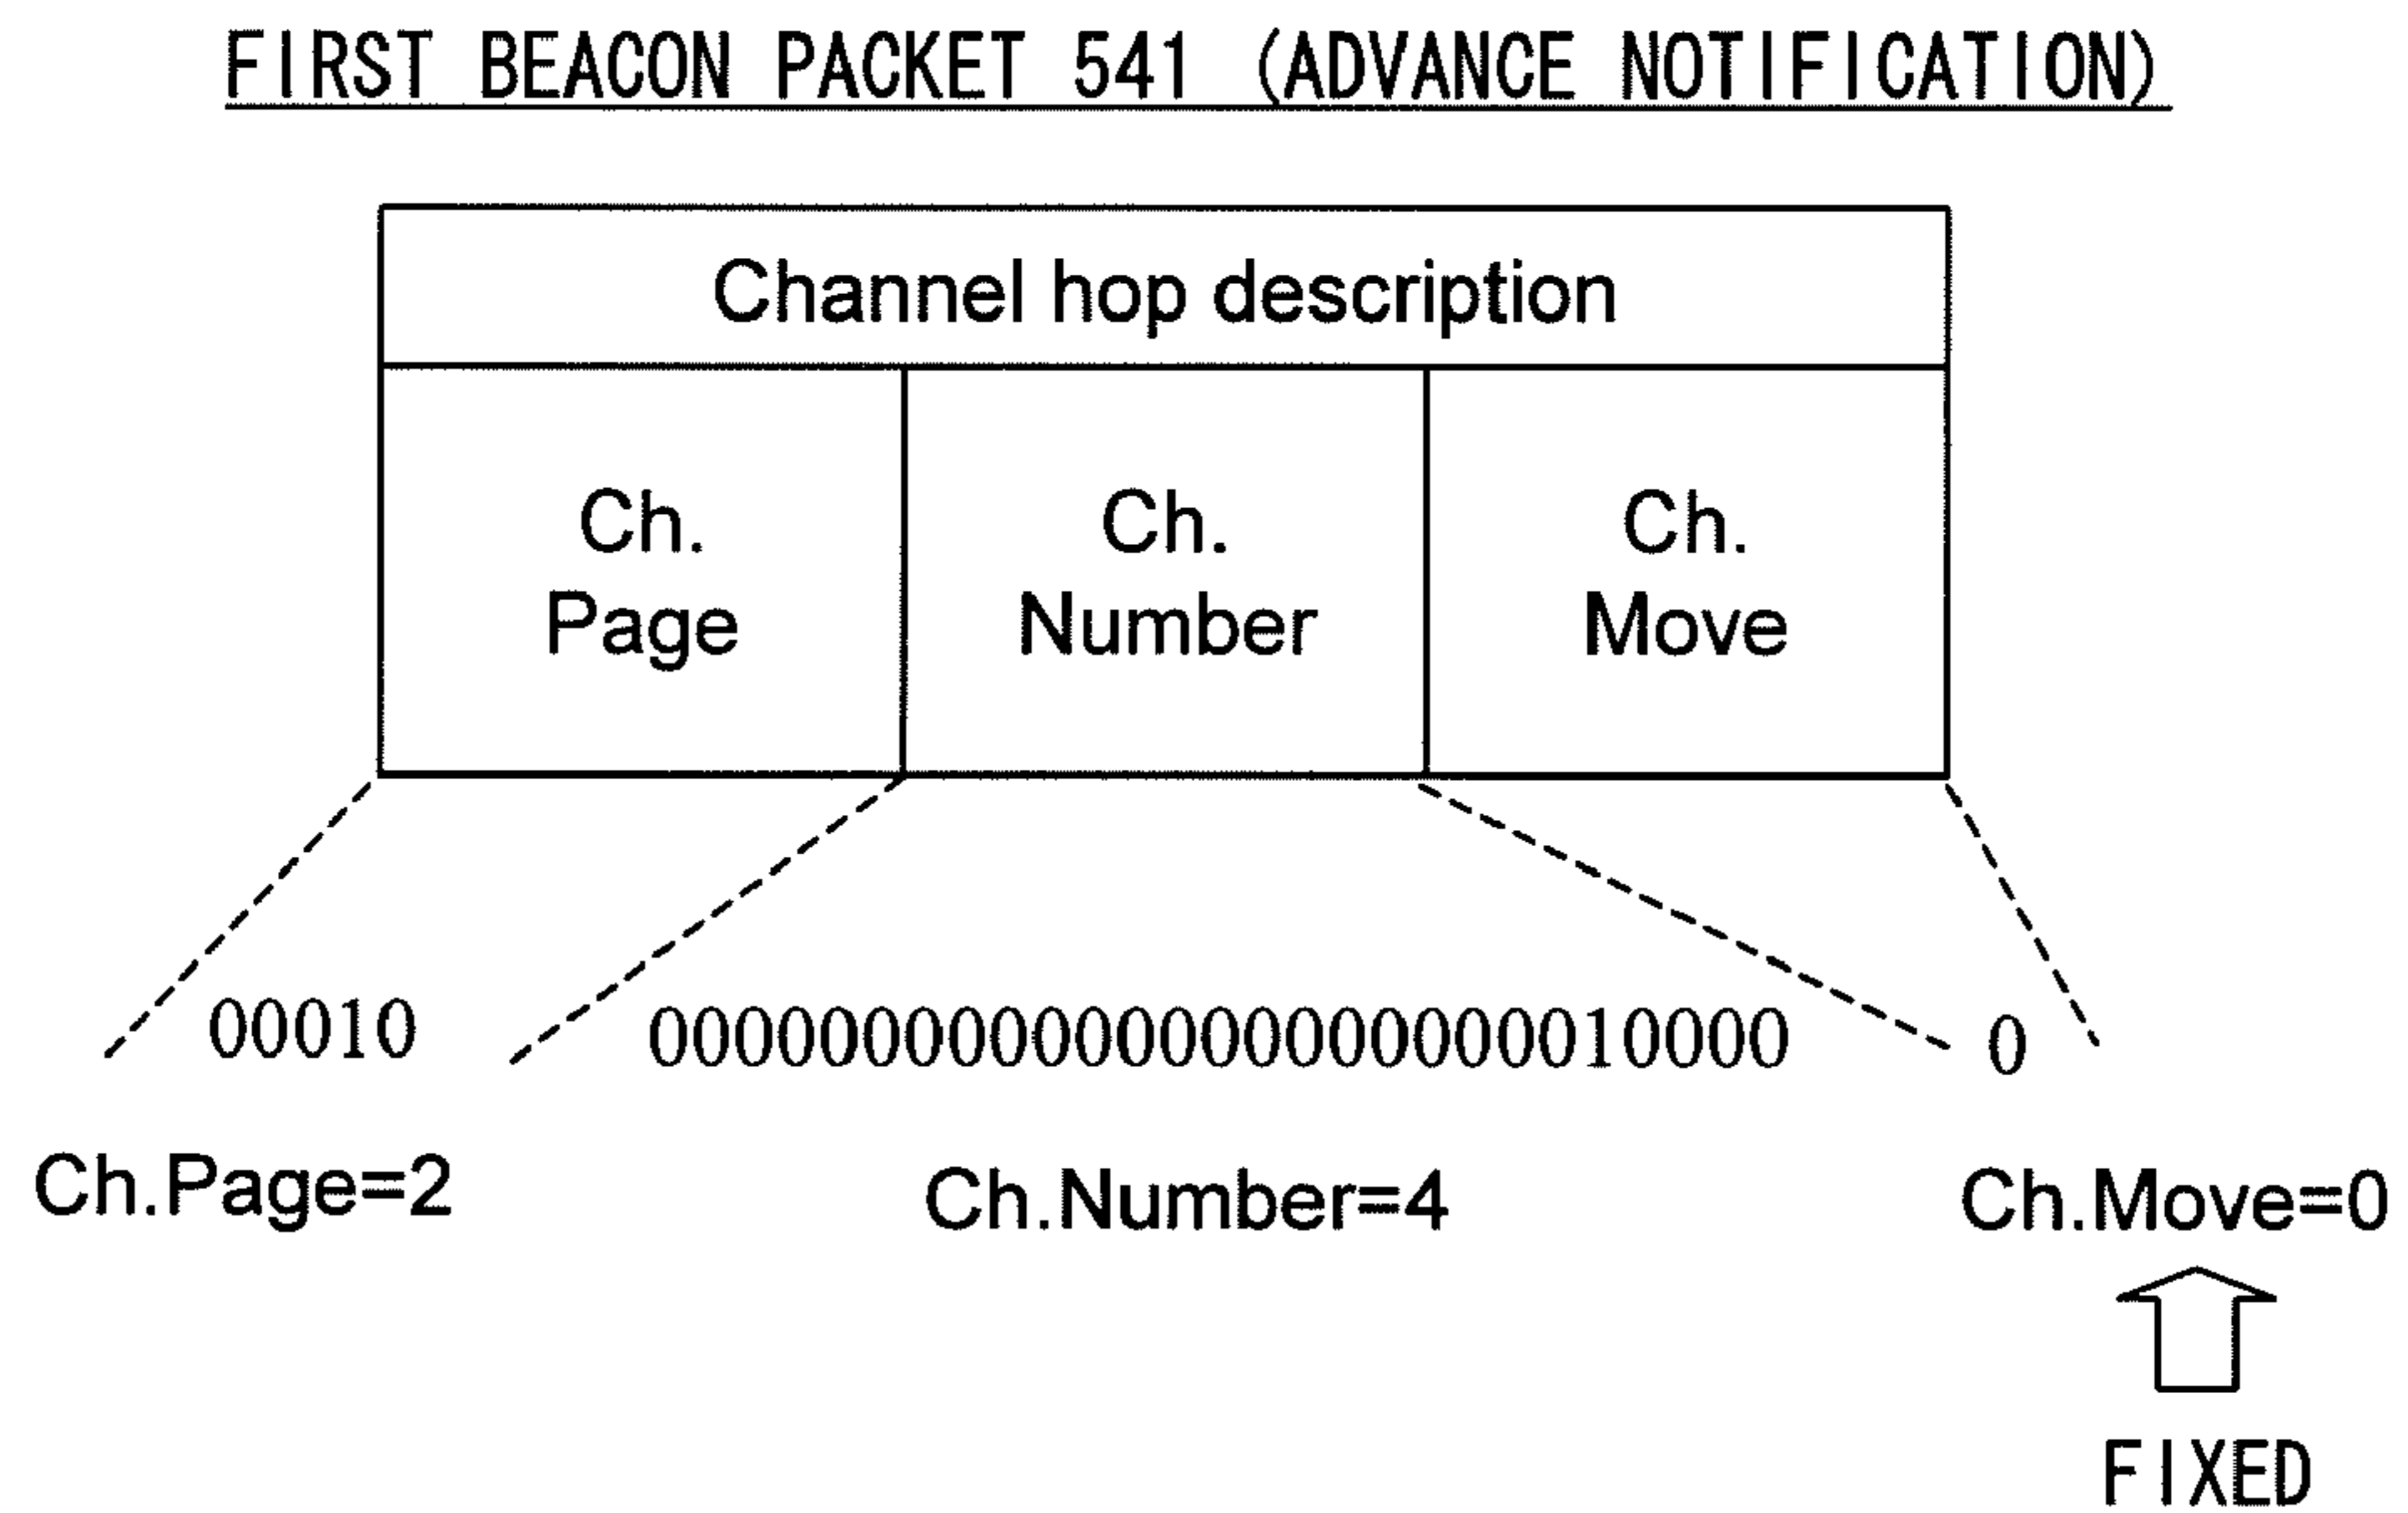 FIRST BEACON PACKET 541 (ADVANCE NOTIFICATION)
Channel hop description
Ch.
Page
Ch.
Number
Ch.
Move
00010
000000000000000000000010000
0
Ch.Page=2
Ch.Number=4
Ch.Move=0
FIXED